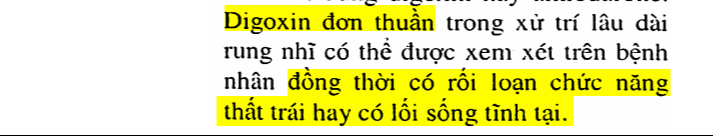 Digoxin đơn thuần trong xử trí lâu dài
rung nhĩ có thể được xem xét trên bệnh
nhân đồng thời có rối loạn chức năng
thất trái hay có lối sống tĩnh tại.